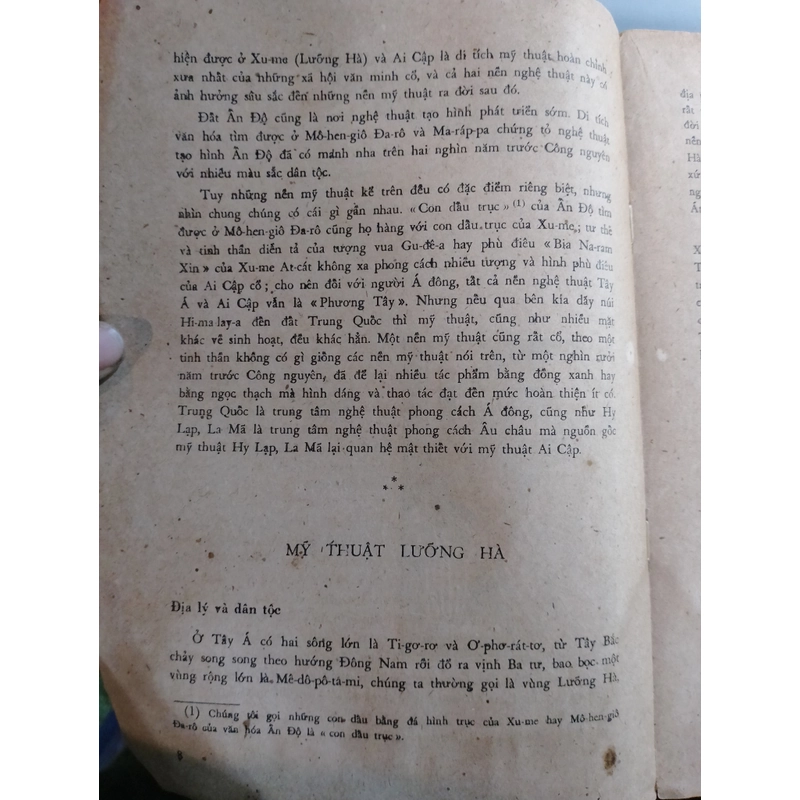 hiện được ở Xu-me (Lưỡng Hà) và Ai Cập là di tích mỹ thuật hoàn chỉnh
xưa nhất của những xã hội văn minh cổ, và cả hai nền nghệ thuật này có
ảnh hưởng sâu sắc đến những nền mỹ thuật ra đời sau đó.
Đất Ấn Độ cũng là nơi nghệ thuật tạo hình phát triển sớm. Di tích
văn hóa tìm được ở Mô-hen-giô Đa-rô và Ma-ráp-pa chứng tỏ nghệ thuật
tạo hình Ấn Độ đã có mảnh nha trên hai nghìn năm trước Công nguyên
với nhiều màu sắc dân tộc.
Tuy những nền mỹ thuật kể trên đều có đặc điểm riêng biệt, nhưng
nhìn chung chúng có cái gì gần nhau. «Con dấu trục» (1) của Ấn Độ tìm
được ở Mô-hen-giô Đa-rô cũng họ hàng với con dấu trục của Xu-me; tư thế
và tinh thần diễn tả của tượng vua Gu-đê-a hay phù điêu «Bia Na-ram
Xin» của Xu-me At-cát không xa phong cách nhiều tượng và hình phù điêu
của Ai Cập cổ; cho nên đối với người Á đông, tất cả nền nghệ thuật Tây
Á và Ai Cập vẫn là «Phương Tây». Nhưng nếu qua bên kia dãy núi
Hi-ma-lay-a đến đất Trung Quốc thì mỹ thuật, cũng như nhiều mặt
khác về sinh hoạt, đều khác hẳn. Một nền mỹ thuật cũng rất cổ, theo một
tinh thần không có gì giống các nền mỹ thuật nói trên, từ một nghìn rưỡi
năm trước Công nguyên, đã để lại nhiều tác phẩm bằng đồng xanh hay
bằng ngọc thạch mà hình dáng và thao tác đạt đến mức hoàn thiện ít có.
Trung Quốc là trung tâm nghệ thuật phong cách Á đông, cũng như Hy
Lạp, La Mã là trung tâm nghệ thuật phong cách Âu châu mà nguồn gốc
mỹ thuật Hy Lạp, La Mã lại quan hệ mật thiết với mỹ thuật Ai Cập.
* * *
MỸ THUẬT LƯỠNG HÀ
Địa lý và dân tộc
Ở Tây Á có hai sông lớn là Ti-gơ-rơ và Ơ-phơ-rát-tơ, từ Tây Bắc
chảy song song theo hướng Đông Nam rồi đổ ra vịnh Ba tư, bao bọc một
vùng rộng lớn là Mê-dô-pô-ta-mi, chúng ta thường gọi là vùng Lưỡng Hà.
(1) Chúng tôi gọi những con dấu bằng đá hình trục của Xu-me hay Mô-hen-giô
Đa-rô của văn hóa Ấn Độ là «con dấu trục».
8
địa
rất
đời
nền
Hà
xứ
ngo
Át
X
T